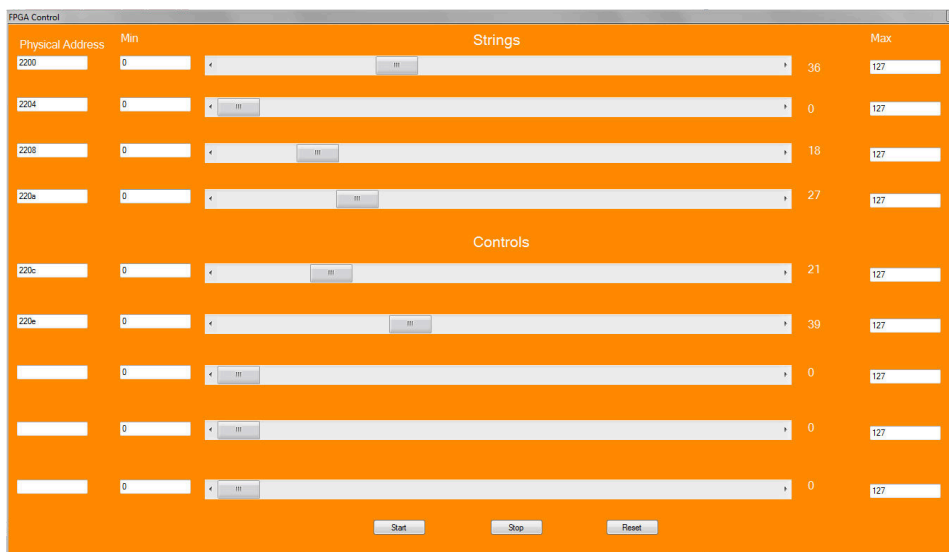 FPGA Control
Physical Address Min Strings Max
2200 0 36 127
2204 0 0 127
2208 0 18 127
220a 0 27 127
Controls
220c 0 21 127
220e 0 39 127
0 0 127
0 0 127
0 0 127
Start Stop Reset